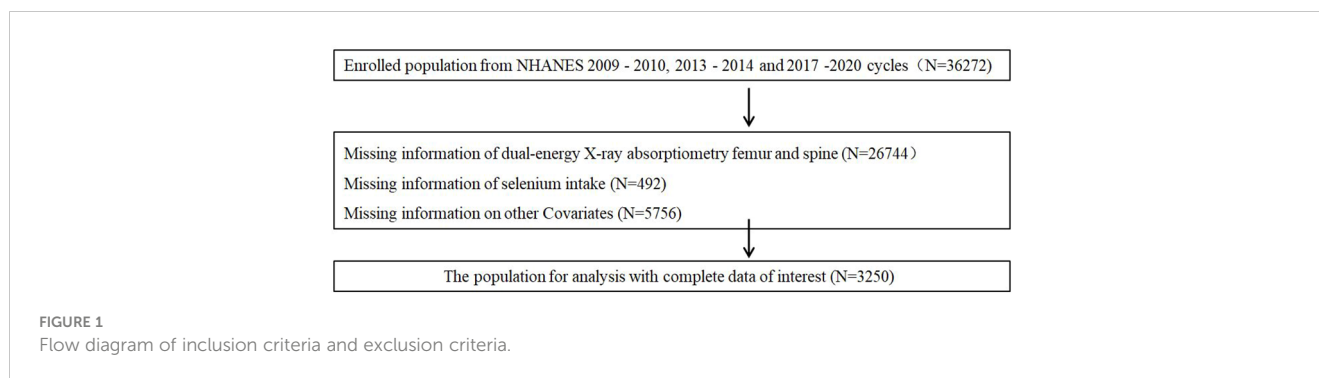 Enrolled population from NHANES 2009 - 2010, 2013 - 2014 and 2017 -2020 cycles（N=36272)
Missing information of dual-energy X-ray absorptiometry femur and spine (N=26744）
Missing information of selenium intake (N=492)
Missing information on other Covariates (N=5756)
The population for analysis with complete data of interest (N=3250)
FIGURE 1
Flow diagram of inclusion criteria and exclusion criteria.